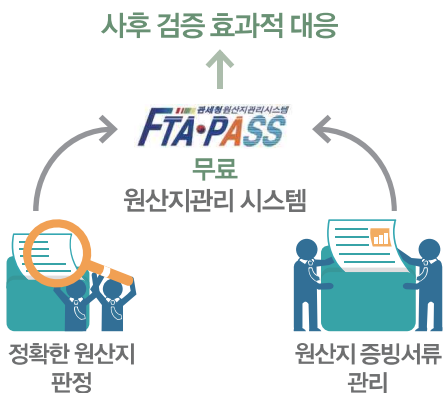 사후 검증 효과적 대응
관세청 원산지관리시스템
FTA•PASS
무료
원산지관리 시스템
정확한 원산지
판정
원산지 증빙서류
관리